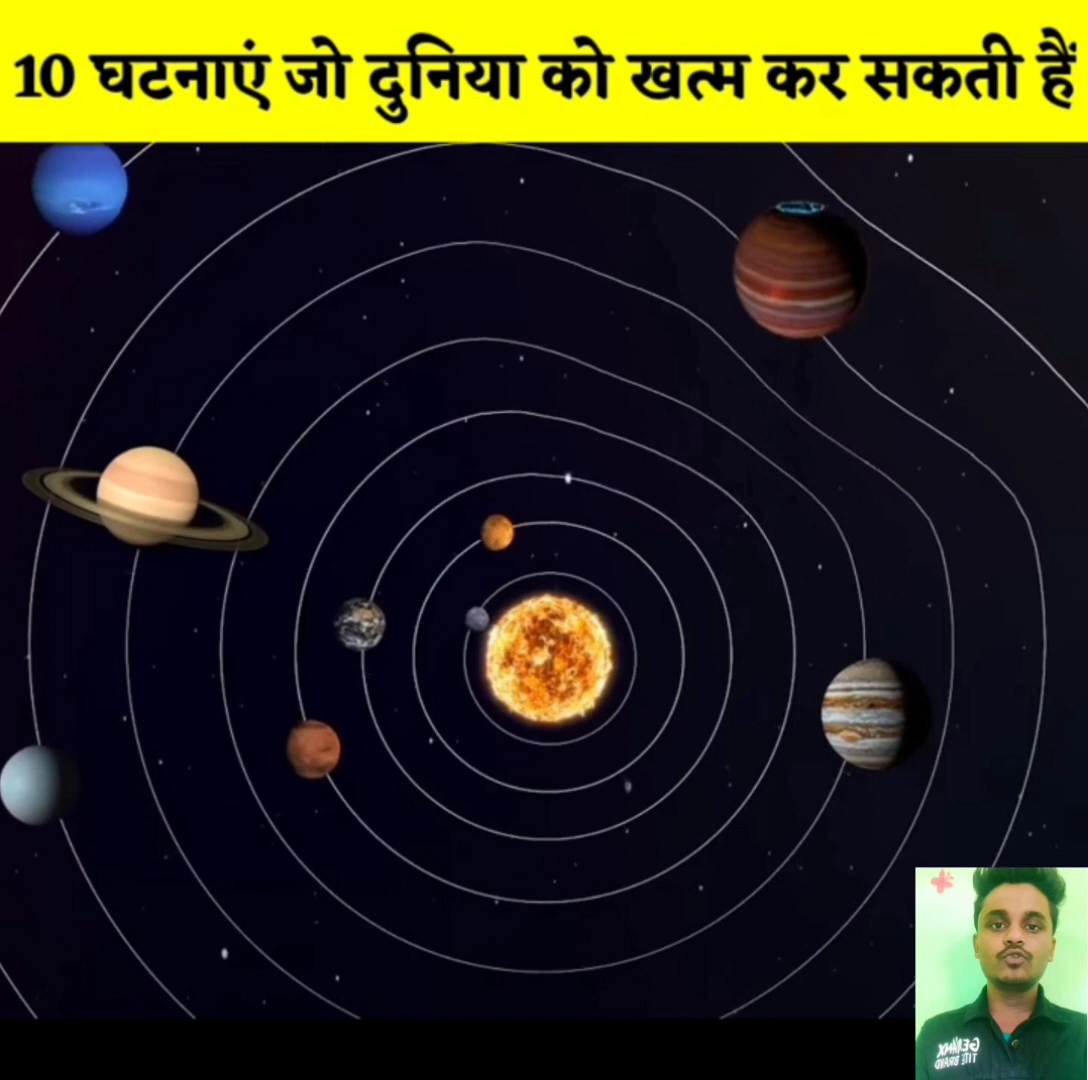 10 घटनाएं जो दुनिया को खत्म कर सकती हैं